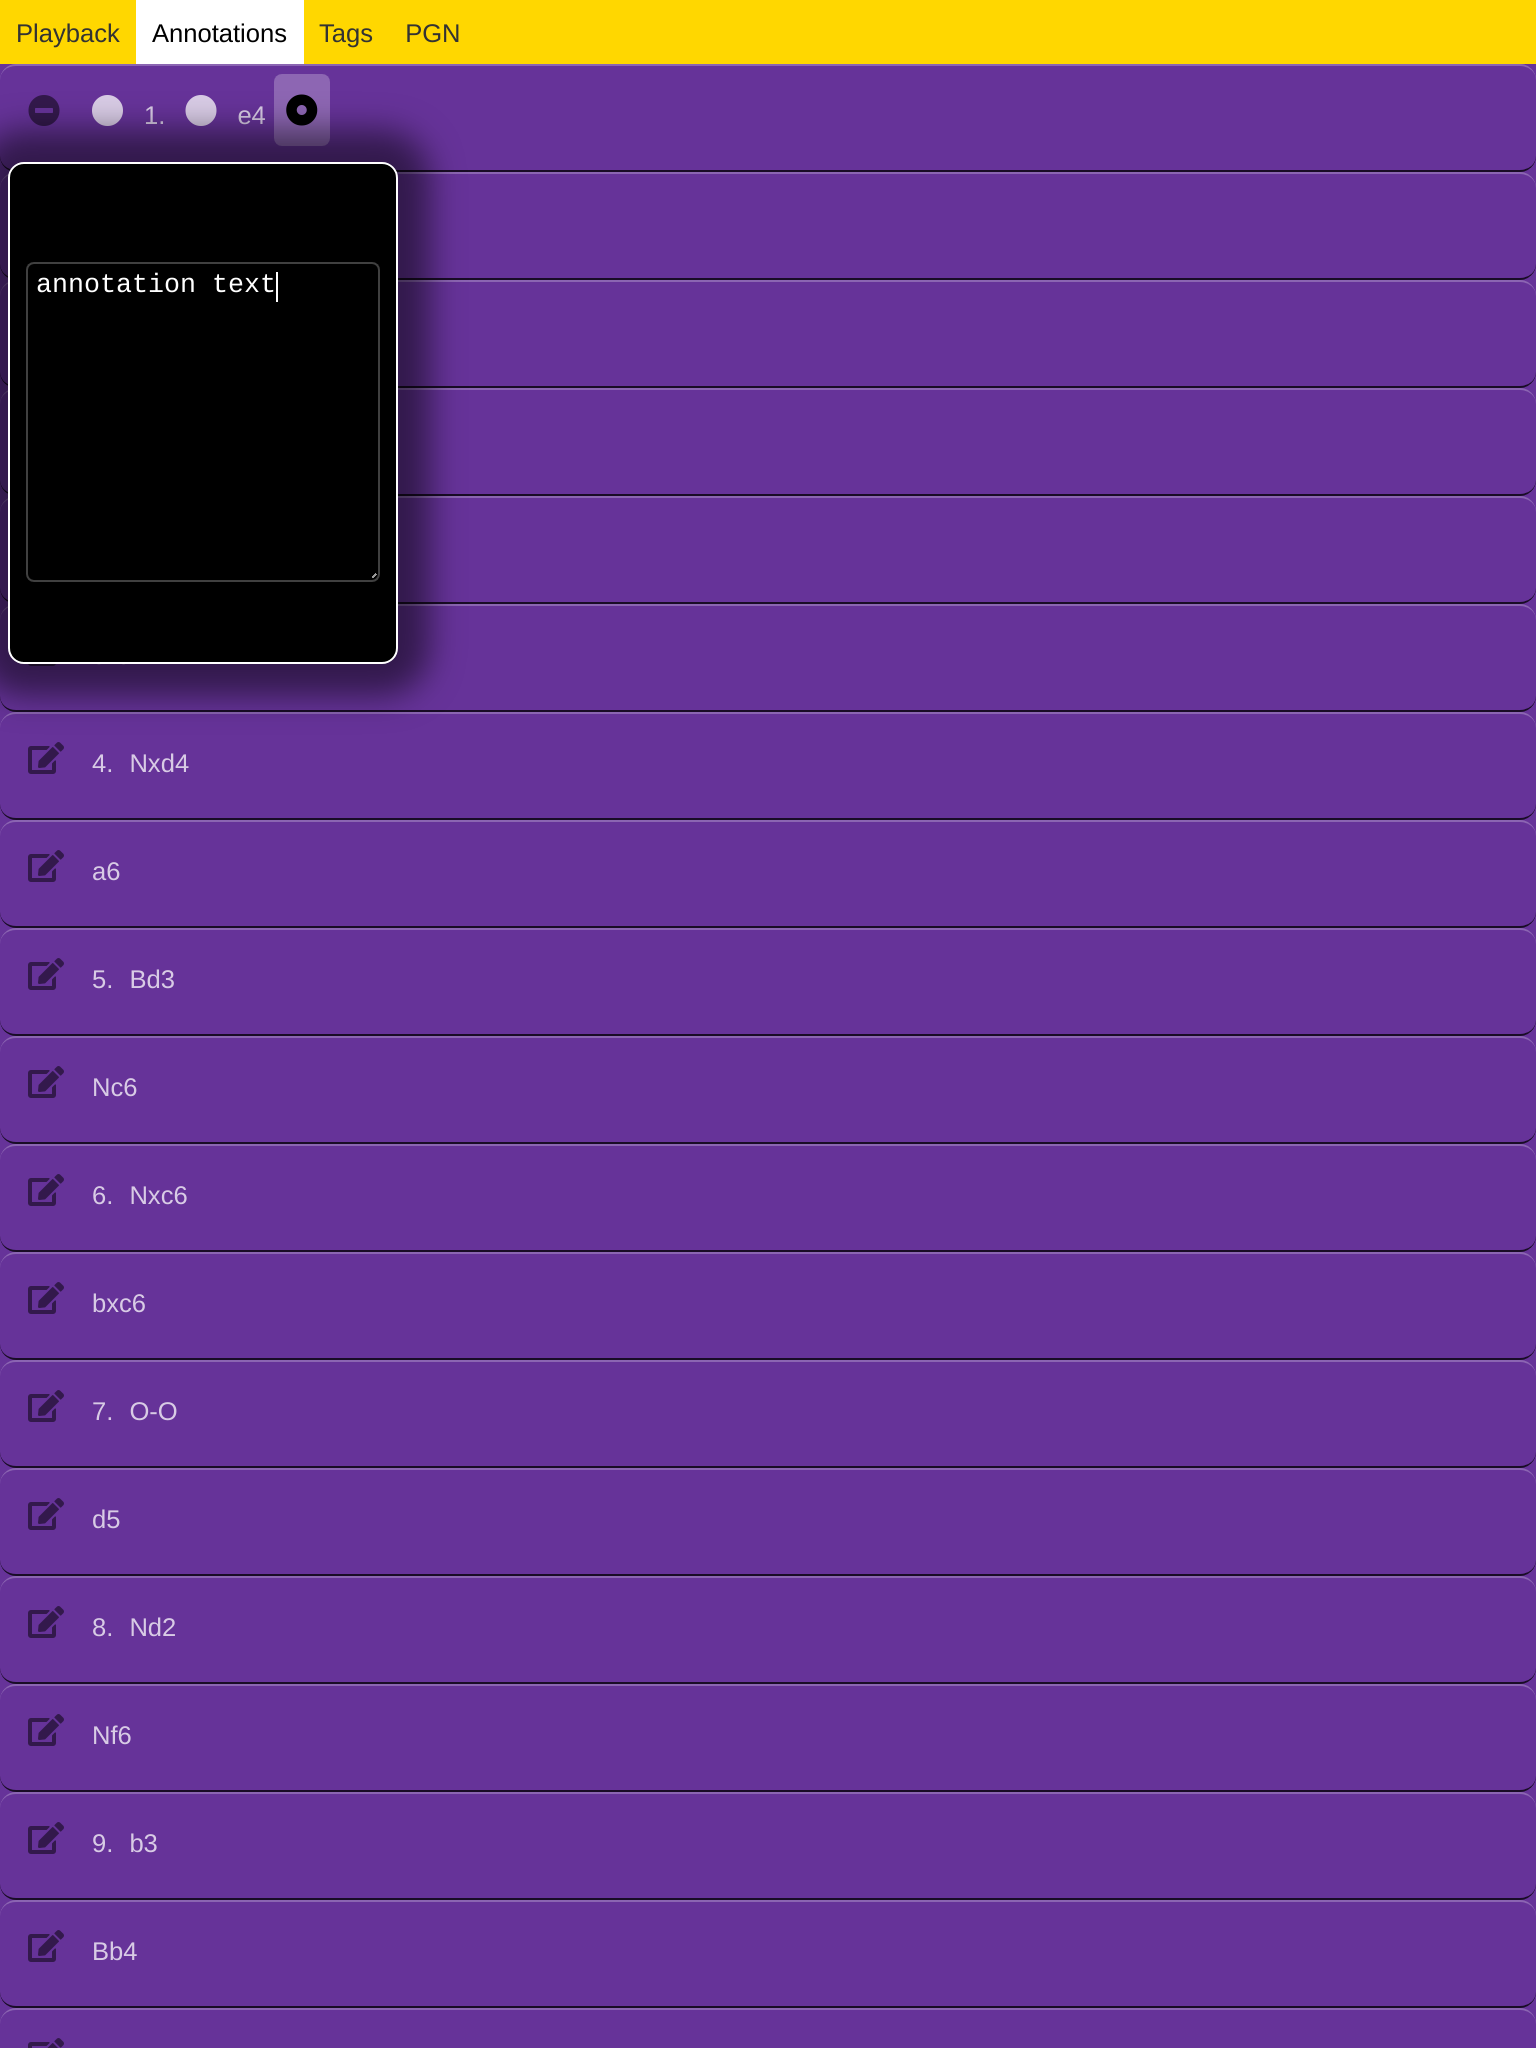 Playback Annotations Tags PGN
1. e4
annotation text
4. Nxd4
a6
5. Bd3
Nc6
6. Nxc6
bxc6
7. O-O
d5
8. Nd2
Nf6
9. b3
Bb4